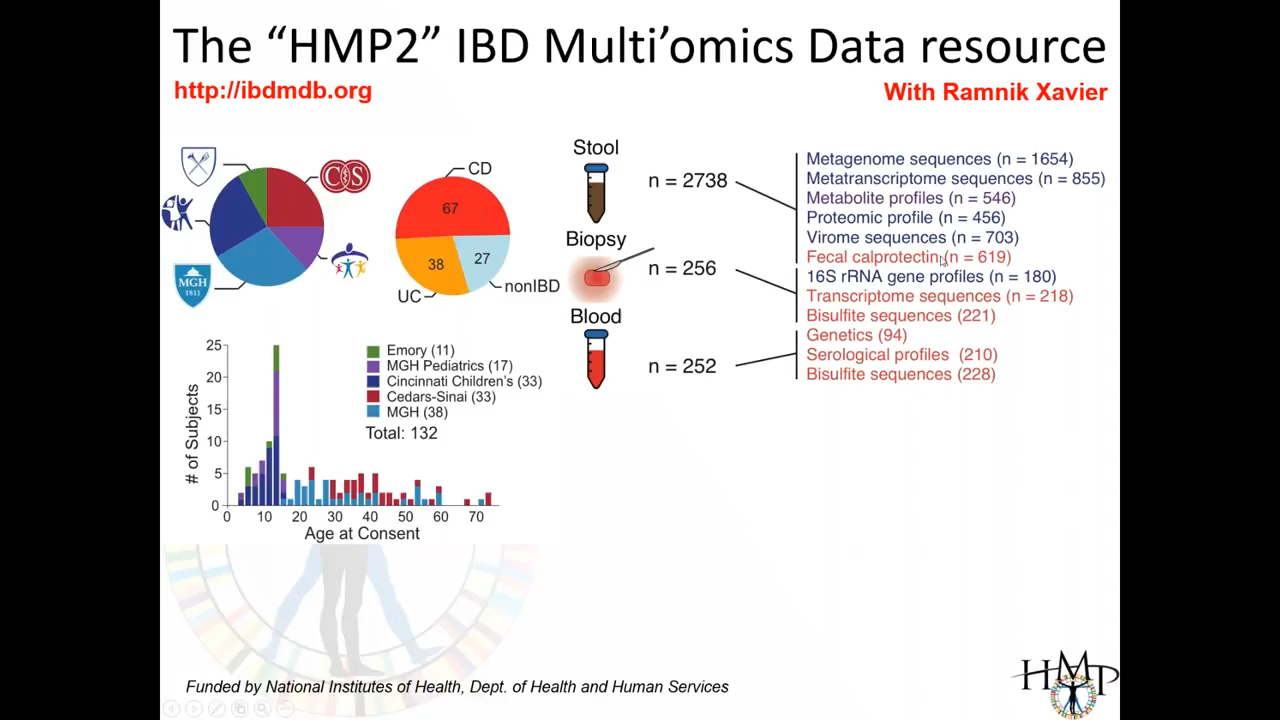 The “HMP2” IBD Multi’omics Data resource
http://ibdmdb.org
With Ramnik Xavier
MGH
1811
CS
CD
67
38
27
UC
nonIBD
Stool
n = 2738
Biopsy
n = 256
Blood
n = 252
Metagenome sequences (n = 1654)
Metatranscriptome sequences (n = 855)
Metabolite profiles (n = 546)
Proteomic profile (n = 456)
Virome sequences (n = 703)
Fecal calprotectin (n = 619)
16S rRNA gene profiles (n = 180)
Transcriptome sequences (n = 218)
Bisulfite sequences (221)
Genetics (94)
Serological profiles (210)
Bisulfite sequences (228)
# of Subjects
25
20
15
10
5
0
0 10 20 30 40 50 60 70
Age at Consent
Emory (11)
MGH Pediatrics (17)
Cincinnati Children’s (33)
Cedars-Sinai (33)
MGH (38)
Total: 132
Funded by National Institutes of Health, Dept. of Health and Human Services
HMP